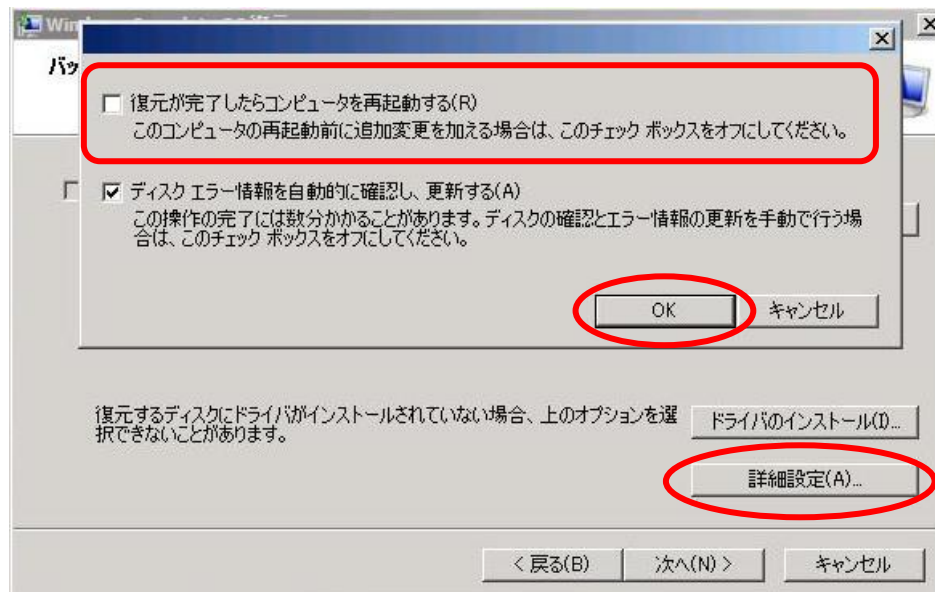 Win
バッ
復元が完了したらコンピュータを再起動する(R)
このコンピュータの再起動前に追加変更を加える場合は、このチェック ボックスをオフにしてください。
ディスク エラー情報を自動的に確認し、更新する(A)
この操作の完了には数分かかることがあります。ディスクの確認とエラー情報の更新を手動で行う場
合は、このチェック ボックスをオフにしてください。
OK
キャンセル
復元するディスクにドライバがインストールされていない場合、上のオプションを選
択できないことがあります。
ドライバのインストール(I)...
詳細設定(A)...
< 戻る(B)
次へ(N) >
キャンセル